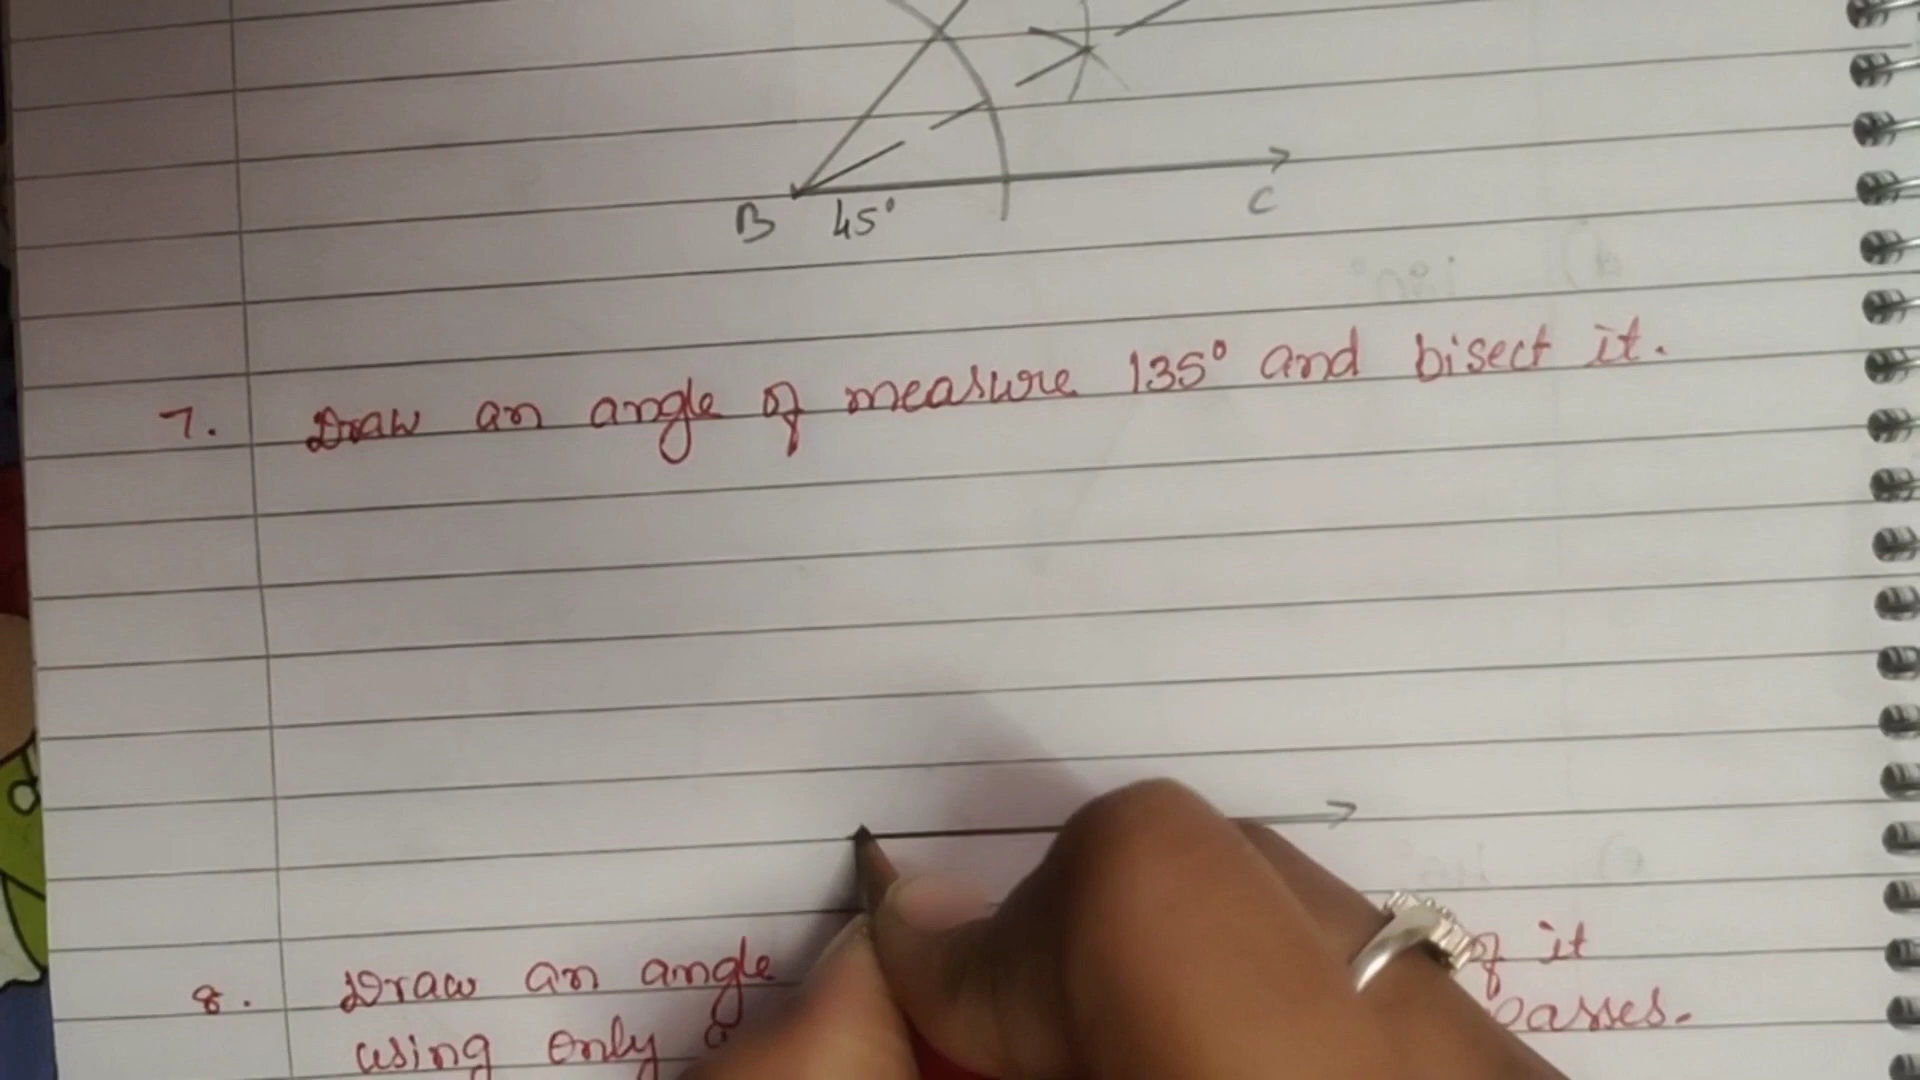 B 45° C
7. Draw an angle of measure 135° and bisect it.
8. Draw an angle of it
using only passes.